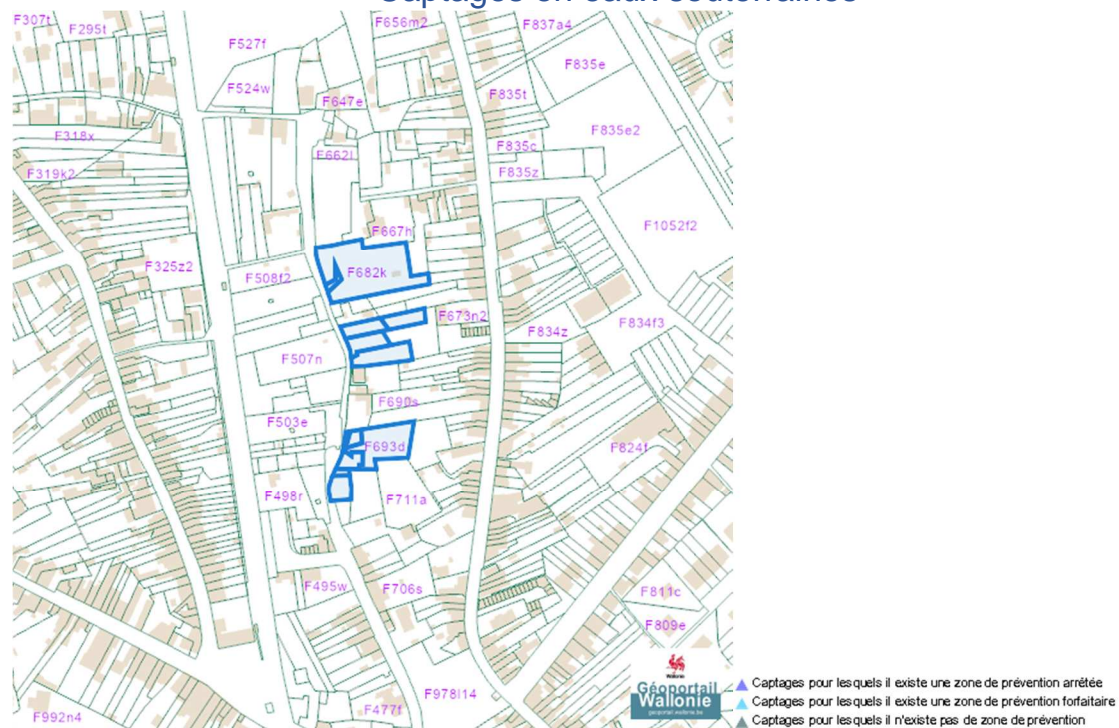 Captages en eaux souterraines
F307t
F295t
F527f
F656m2
F837a4
F524w
F647e
F835e
F835t
F318x
F662l
F835c
F835e2
F319k2
F835z
F667h
F1052f2
F325z2
F508f2
F682k
F673n2
F834z
F834f3
F507n
F690s
F503e
F693d
F824f
F498r
F711a
F495w
F706s
F811c
F809e
F978l14
F477f
F992n4
Wallonie
Géoportail
Wallonie
geoportail.wallonie.be
Captages pour lesquels il existe une zone de prévention arrêtée
Captages pour lesquels il existe une zone de prévention forfaitaire
Captages pour lesquels il n'existe pas de zone de prévention